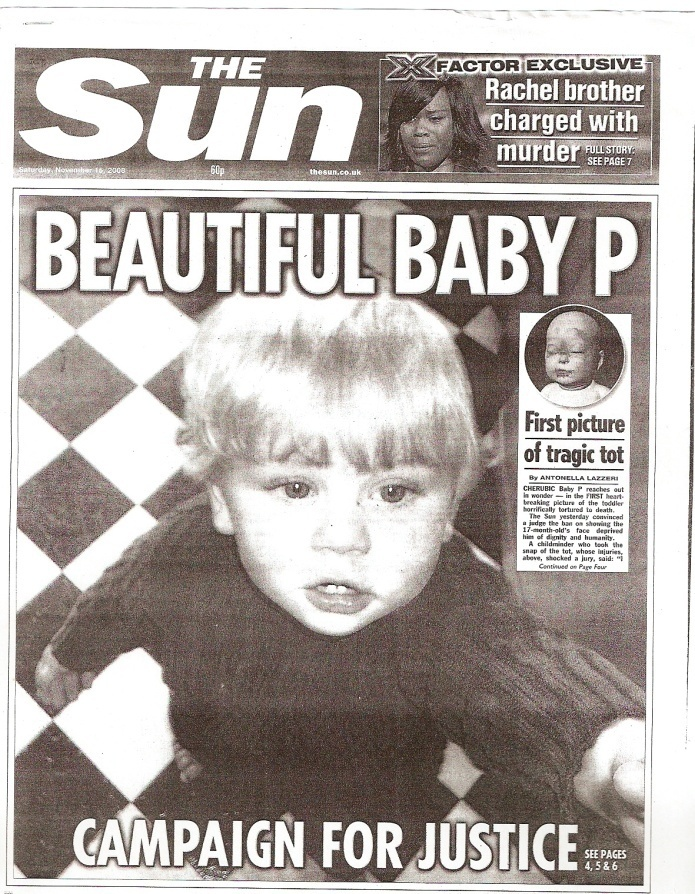 THE
Sun
Saturday, November 15, 2008
60p
thesun.co.uk
X FACTOR EXCLUSIVE
Rachel brother
charged with
murder
FULL STORY:
SEE PAGE 7
BEAUTIFUL BABY P
First picture
of tragic tot
By ANTONELLA LAZZERI
CHERUBIC Baby P reaches out
in wonder — in the FIRST heart-
breaking picture of the toddler
horrifically tortured to death.
The Sun yesterday convinced
a judge the ban on showing the
17-month-old's face deprived
him of dignity and humanity.
A childminder who took the
snap of the tot, whose injuries,
above, shocked a jury, said: "I
Continued on Page Four
CAMPAIGN FOR JUSTICE
SEE PAGES
4, 5 & 6